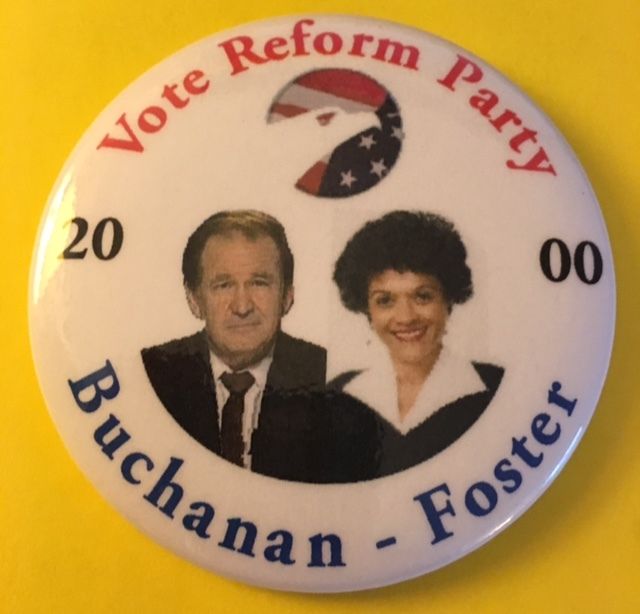 Vote Reform Party
20 00
Buchanan - Foster